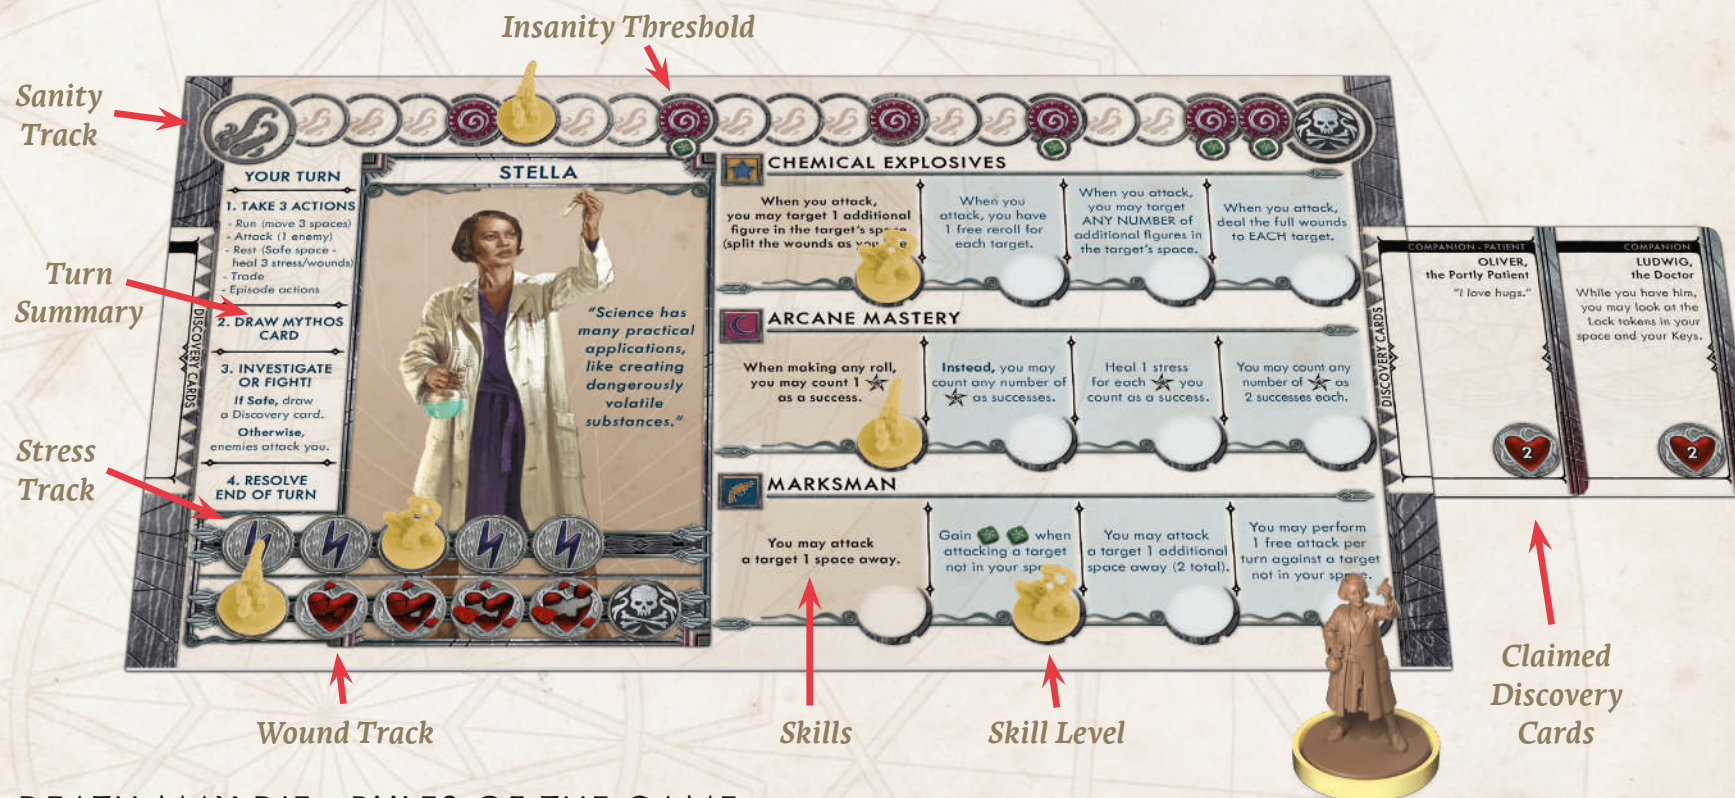 Insanity Threshold
Sanity
Track
Turn
Summary
Stress
Track
YOUR TURN
1. TAKE 3 ACTIONS
- Run (move 3 spaces)
- Attack (1 enemy)
- Rest (Safe space -
heal 3 stress/wounds)
- Trade
- Episode actions
2. DRAW MYTHOS
CARD
3. INVESTIGATE
OR FIGHT!
If Safe, draw
a Discovery card.
Otherwise,
enemies attack you.
4. RESOLVE
END OF TURN
DISCOVERY CARDS
STELLA
"Science has
many practical
applications,
like creating
dangerously
volatile
substances."
CHEMICAL EXPLOSIVES
When you attack,
you may target 1 additional
figure in the target's
(split the wounds as
When you
attack, you have
1 free reroll for
each target.
When you attack,
you may target
ANY NUMBER of
additional figures in
the target's space.
When you attack,
deal the full wounds
to EACH target.
ARCANE MASTERY
When making any roll,
you may count 1
as a success.
Instead, you may
count any number of
as successes.
Heal 1 stress
for each you
count as a success.
You may count any
number of as
2 successes each.
MARKSMAN
You may attack
a target 1 space away.
Gain when
attacking a target
not in your
You may attack
a target 1 additional
space away (2 total).
You may perform
1 free attack per
turn against a target
not in your
DISCOVERY CARDS
COMPANION - PATIENT
OLIVER,
the Portly Patient
"I love hugs."
2
COMPANION
LUDWIG,
the Doctor
While you have him,
you may look at the
Lock tokens in your
space and your Keys.
2
Wound Track
Skills
Skill Level
Claimed
Discovery
Cards